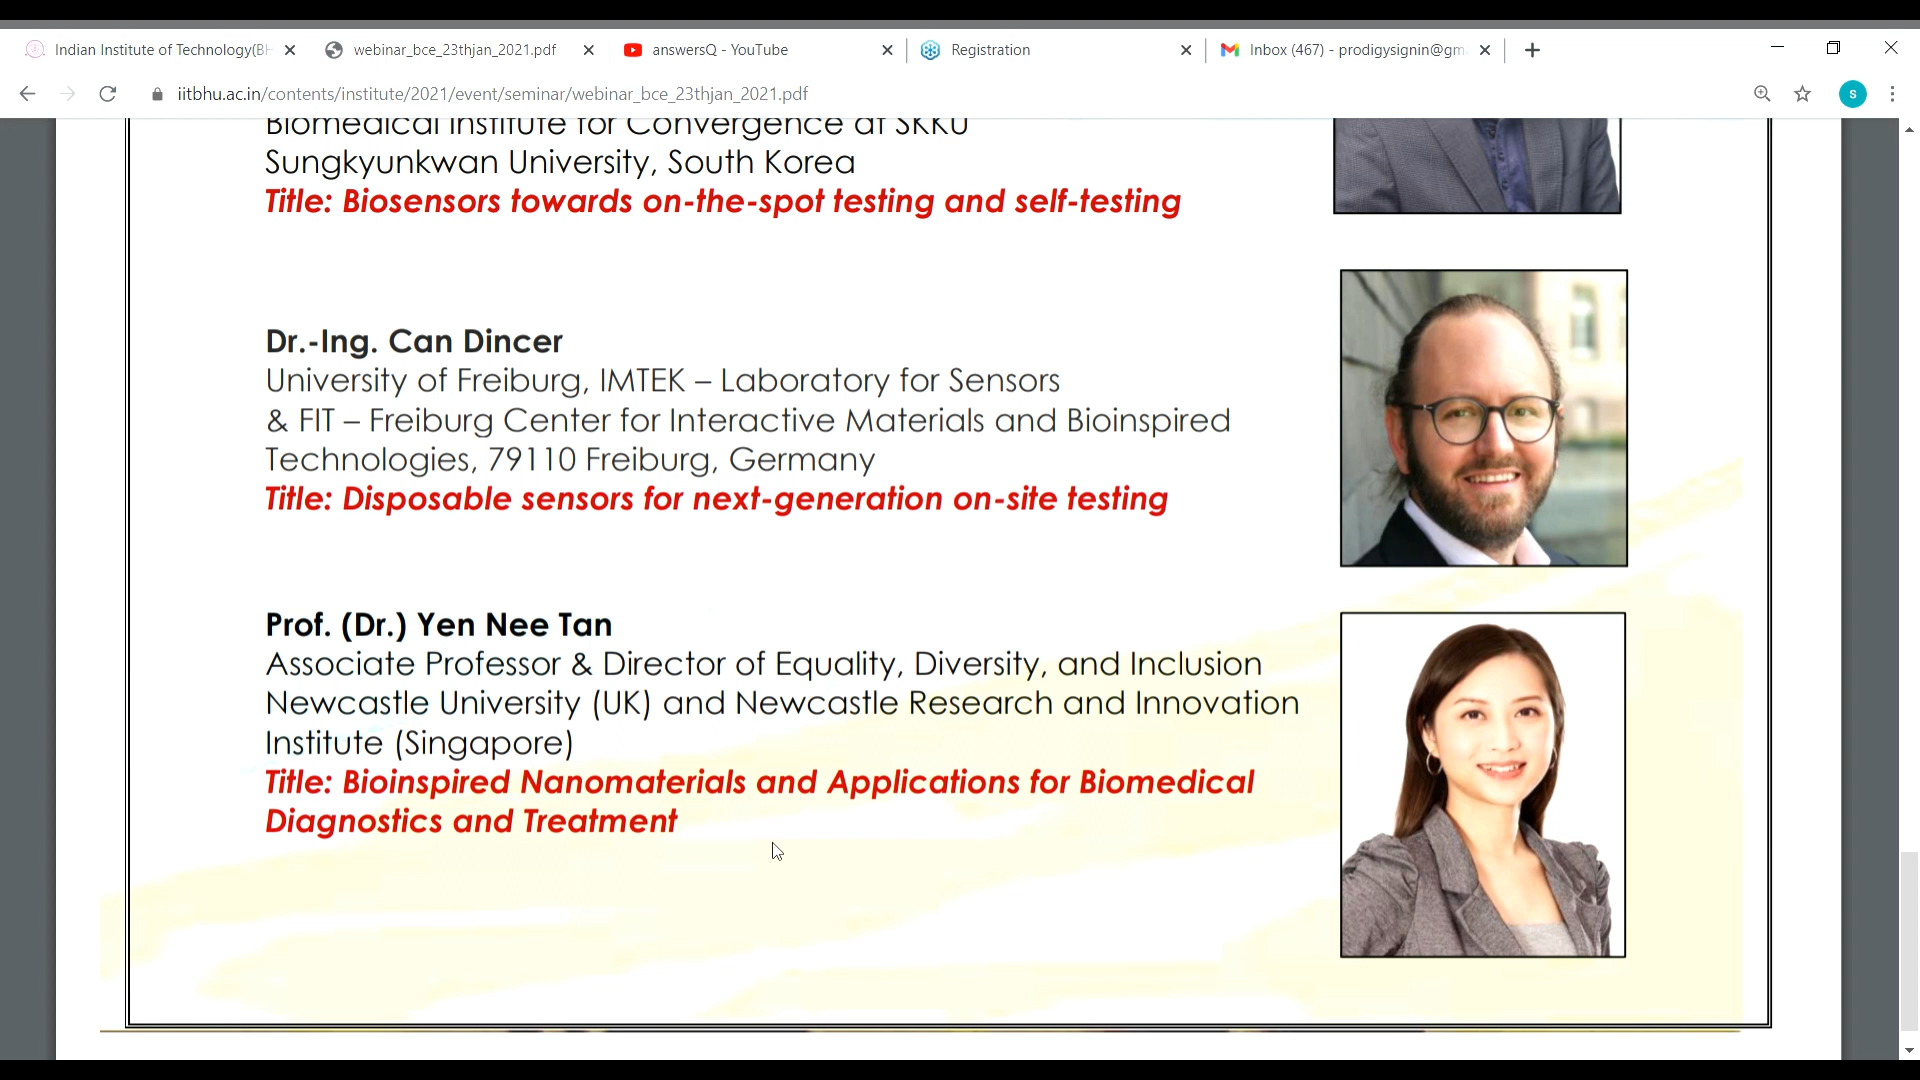 Indian Institute of Technology(BH
webinar_bce_23thjan_2021.pdf
answersQ - YouTube
Registration
Inbox (467) - prodigysignin@gm
iitbhu.ac.in/contents/institute/2021/event/seminar/webinar_bce_23thjan_2021.pdf
s
Biomedical Institute for Convergence at SKKU
Sungkyunkwan University, South Korea
Title: Biosensors towards on-the-spot testing and self-testing
Dr.-Ing. Can Dincer
University of Freiburg, IMTEK – Laboratory for Sensors
& FIT – Freiburg Center for Interactive Materials and Bioinspired
Technologies, 79110 Freiburg, Germany
Title: Disposable sensors for next-generation on-site testing
Prof. (Dr.) Yen Nee Tan
Associate Professor & Director of Equality, Diversity, and Inclusion
Newcastle University (UK) and Newcastle Research and Innovation
Institute (Singapore)
Title: Bioinspired Nanomaterials and Applications for Biomedical
Diagnostics and Treatment